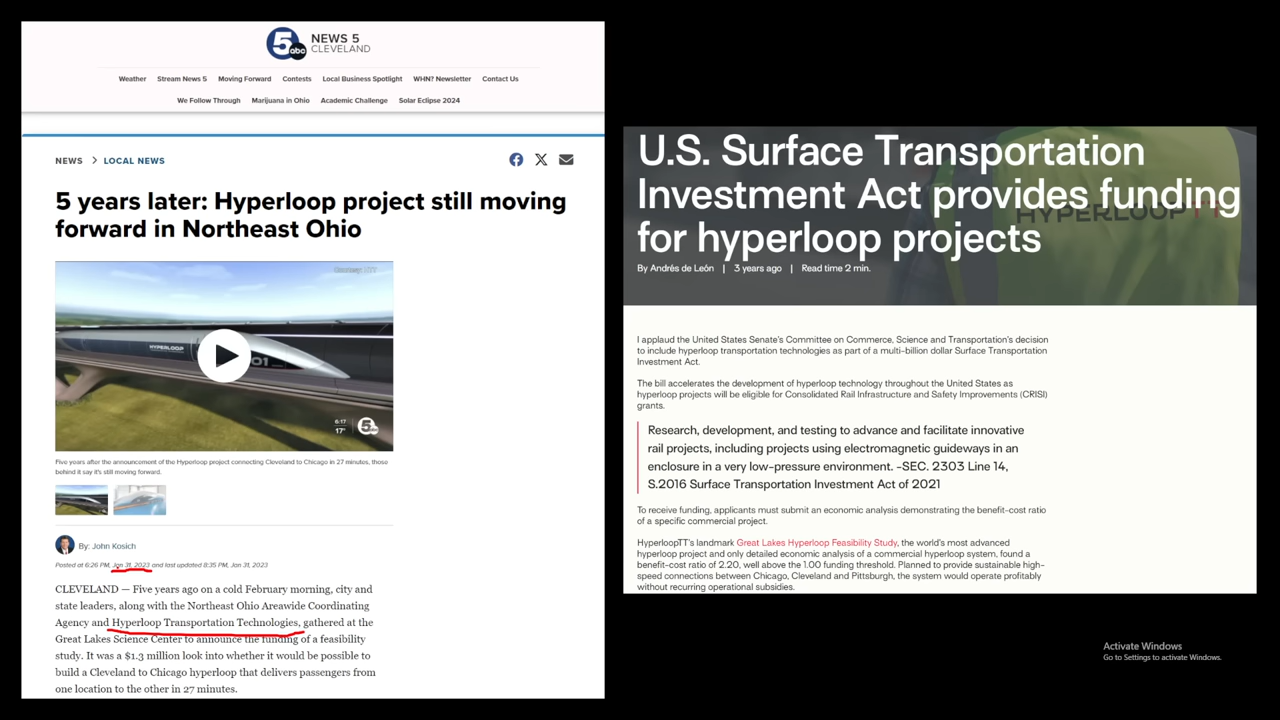 5 abc NEWS 5
CLEVELAND
Weather Stream News 5 Moving Forward Contests Local Business Spotlight WHN? Newsletter Contact Us
We Follow Through Marijuana in Ohio Academic Challenge Solar Eclipse 2024
NEWS > LOCAL NEWS
5 years later: Hyperloop project still moving
forward in Northeast Ohio
Courtesy: HTT
HYPERLOOP
01
6:17
17°
5
Five years after the announcement of the Hyperloop project connecting Cleveland to Chicago in 27 minutes, those
behind it say it's still moving forward.
By: John Kosich
Posted at 6:26 PM, Jan 31, 2023 and last updated 8:35 PM, Jan 31, 2023
CLEVELAND — Five years ago on a cold February morning, city and
state leaders, along with the Northeast Ohio Areawide Coordinating
Agency and Hyperloop Transportation Technologies, gathered at the
Great Lakes Science Center to announce the funding of a feasibility
study. It was a $1.3 million look into whether it would be possible to
build a Cleveland to Chicago hyperloop that delivers passengers from
one location to the other in 27 minutes.
U.S. Surface Transportation
Investment Act provides funding
for hyperloop projects
HYPERLOOPTT
By Andrés de León | 3 years ago | Read time 2 min.
I applaud the United States Senate's Committee on Commerce, Science and Transportation's decision
to include hyperloop transportation technologies as part of a multi-billion dollar Surface Transportation
Investment Act.
The bill accelerates the development of hyperloop technology throughout the United States as
hyperloop projects will be eligible for Consolidated Rail Infrastructure and Safety Improvements (CRISI)
grants.
Research, development, and testing to advance and facilitate innovative
rail projects, including projects using electromagnetic guideways in an
enclosure in a very low-pressure environment. -SEC. 2303 Line 14,
S.2016 Surface Transportation Investment Act of 2021
To receive funding, applicants must submit an economic analysis demonstrating the benefit-cost ratio
of a specific commercial project.
HyperloopTT's landmark Great Lakes Hyperloop Feasibility Study, the world's most advanced
hyperloop project and only detailed economic analysis of a commercial hyperloop system, found a
benefit-cost ratio of 2.20, well above the 1.00 funding threshold. Planned to provide sustainable high-
speed connections between Chicago, Cleveland and Pittsburgh, the system would operate profitably
without recurring operational subsidies.
Activate Windows
Go to Settings to activate Windows.